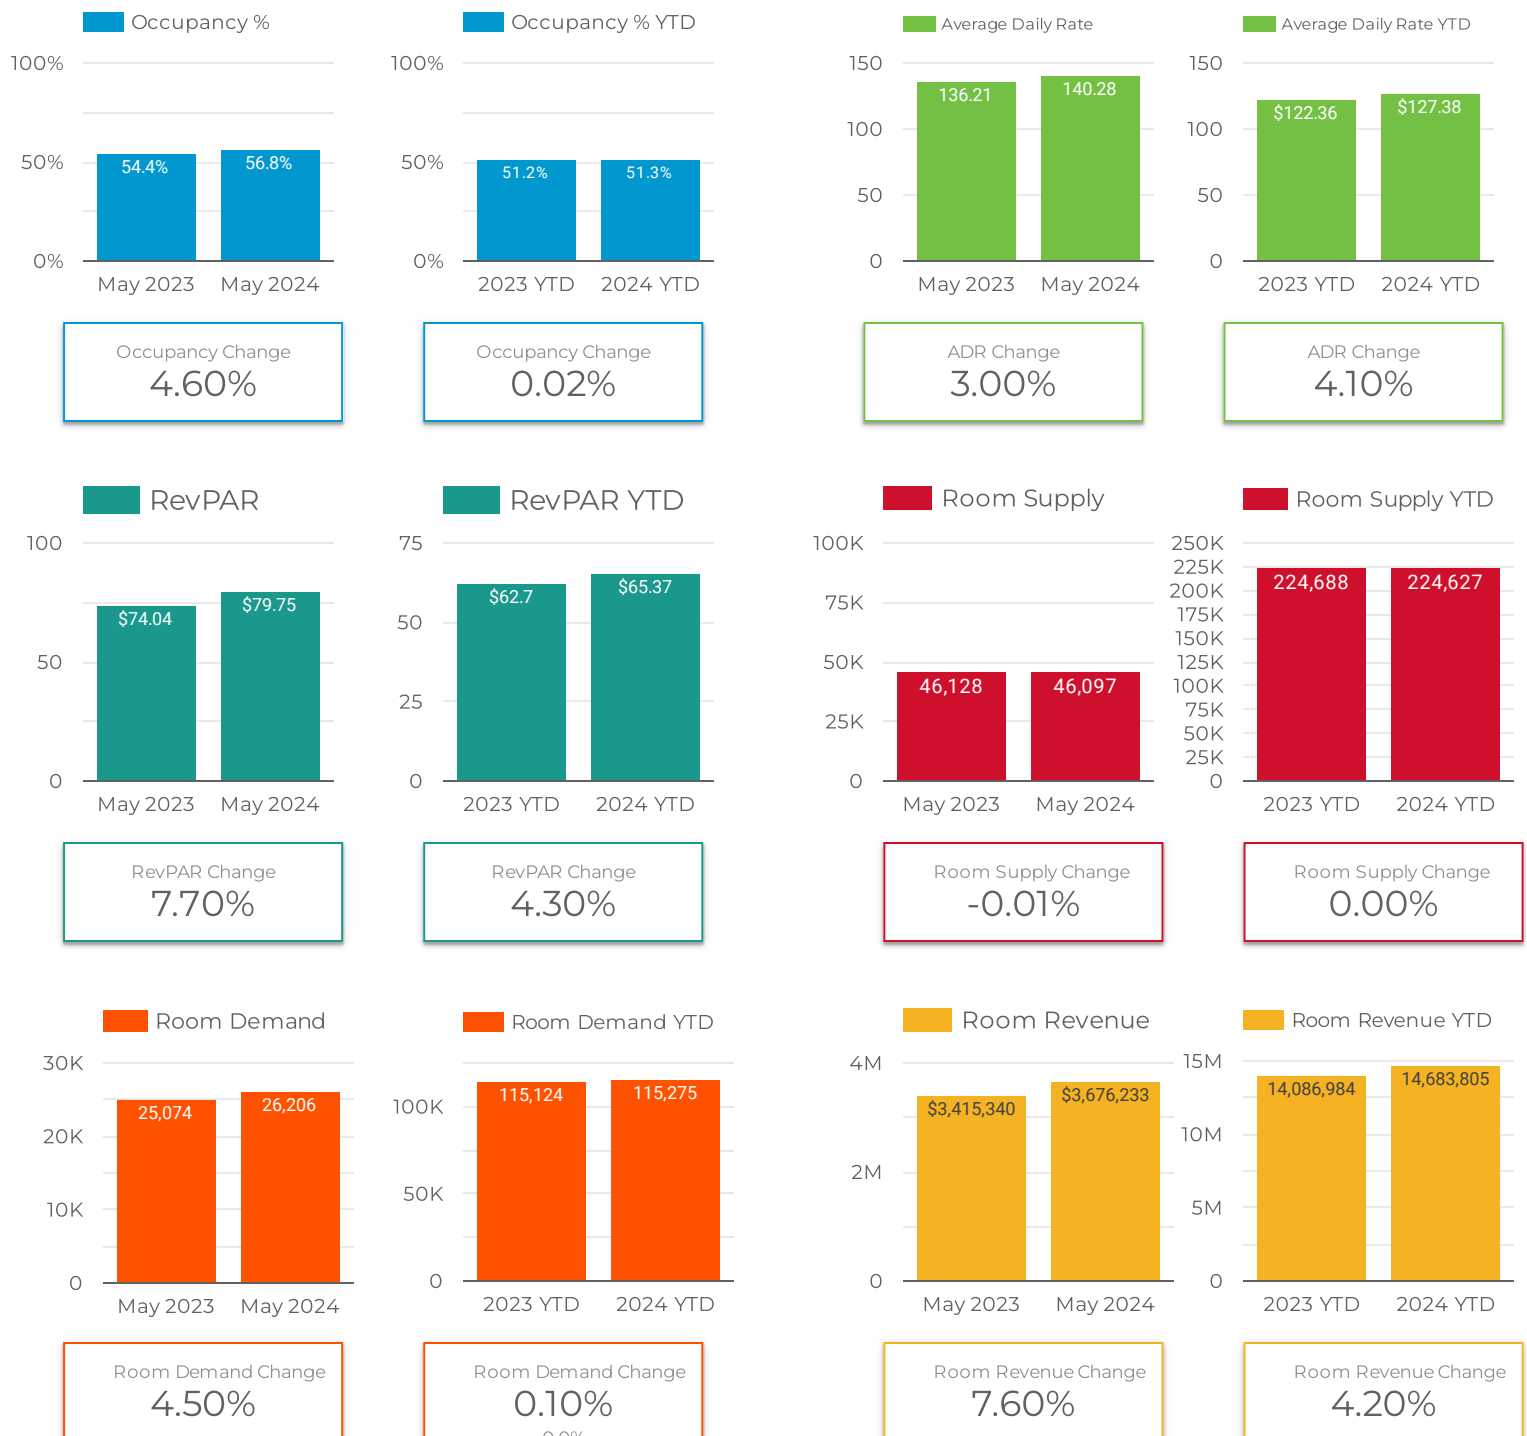 Occupancy %
100%
50%
0%
54.4%
56.8%
May 2023 May 2024
Occupancy Change
4.60%
Occupancy % YTD
100%
50%
0%
51.2%
51.3%
2023 YTD 2024 YTD
Occupancy Change
0.02%
Average Daily Rate
150
100
50
0
136.21
140.28
May 2023 May 2024
ADR Change
3.00%
Average Daily Rate YTD
150
100
50
0
$122.36
$127.38
2023 YTD 2024 YTD
ADR Change
4.10%
RevPAR
100
50
0
$74.04
$79.75
May 2023 May 2024
RevPAR Change
7.70%
RevPAR YTD
75
50
25
0
$62.7
$65.37
2023 YTD 2024 YTD
RevPAR Change
4.30%
Room Supply
100K
75K
50K
25K
0
46,128
46,097
May 2023 May 2024
Room Supply Change
-0.01%
Room Supply YTD
250K
225K
200K
175K
150K
125K
100K
75K
50K
25K
0
224,688
224,627
2023 YTD 2024 YTD
Room Supply Change
0.00%
Room Demand
30K
20K
10K
0
25,074
26,206
May 2023 May 2024
Room Demand Change
4.50%
Room Demand YTD
100K
50K
0
115,124
115,275
2023 YTD 2024 YTD
Room Demand Change
0.10%
Room Revenue
4M
2M
0
$3,415,340
$3,676,233
May 2023 May 2024
Room Revenue Change
7.60%
Room Revenue YTD
15M
10M
5M
0
14,086,984
14,683,805
2023 YTD 2024 YTD
Room Revenue Change
4.20%